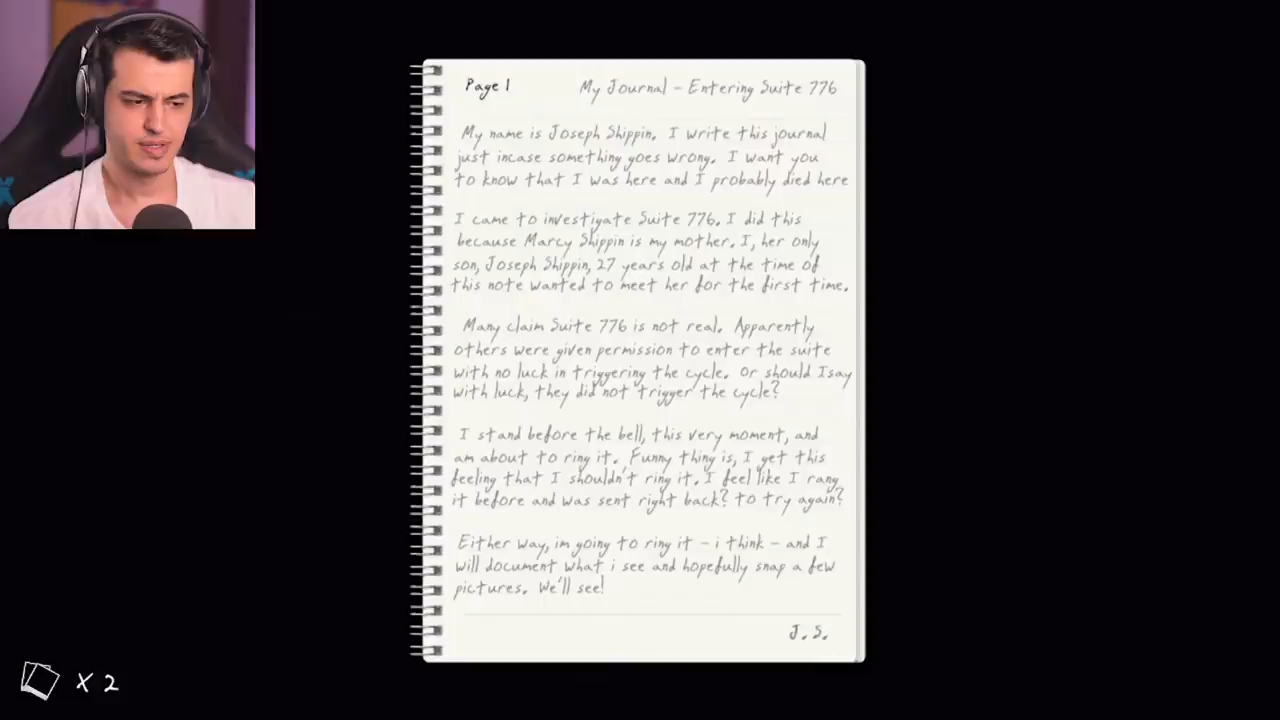 Page 1
My Journal - Entering Suite 776
My name is Joseph Shippin. I write this journal
just incase something goes wrong. I want you
to know that I was here and I probably died here
I came to investigate Suite 776. I did this
because Marcy Shippin is my mother. I, her only
son, Joseph Shippin, 27 years old at the time of
this note wanted to meet her for the first time.
Many claim Suite 776 is not real. Apparently
others were given permission to enter the suite
with no luck in triggering the cycle. Or should I say
with luck, they did not trigger the cycle?
I stand before the bell, this very moment, and
am about to ring it. Funny thing is, I get this
feeling that I shouldn't ring it. I feel like I rang
it before and was sent right back? to try again?
Either way, im going to ring it - i think - and I
will document what i see and hopefully snap a few
pictures. We'll see!
J. S.
X 2